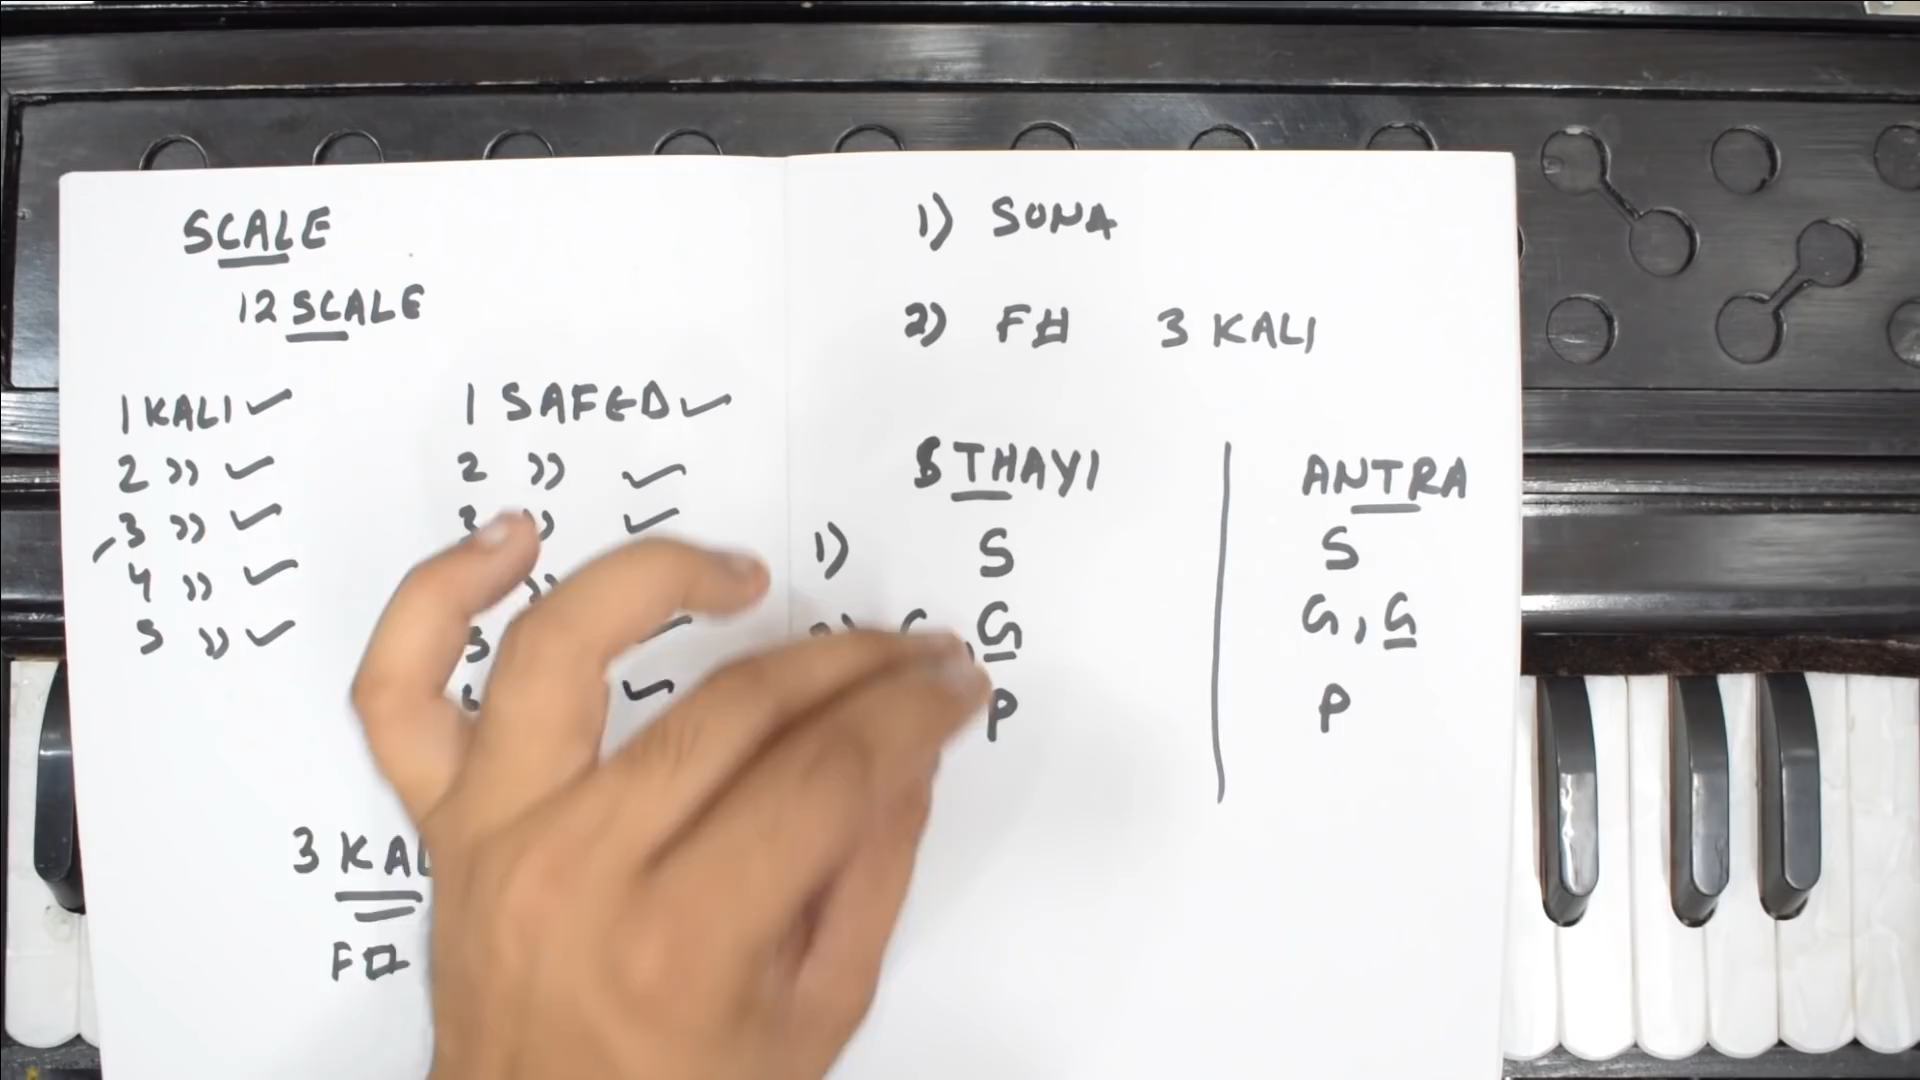 SCALE
12 SCALE
1 KALI ✓
2 )) ✓
3 )) ✓
4 )) ✓
5 )) ✓
1 SAFED ✓
2 )) ✓
)) ✓
))
✓
3 KAL
F#
1) SONA
2) F# 3 KALI
STHAYI
1) S
, G
P
ANTRA
S
G, G
P